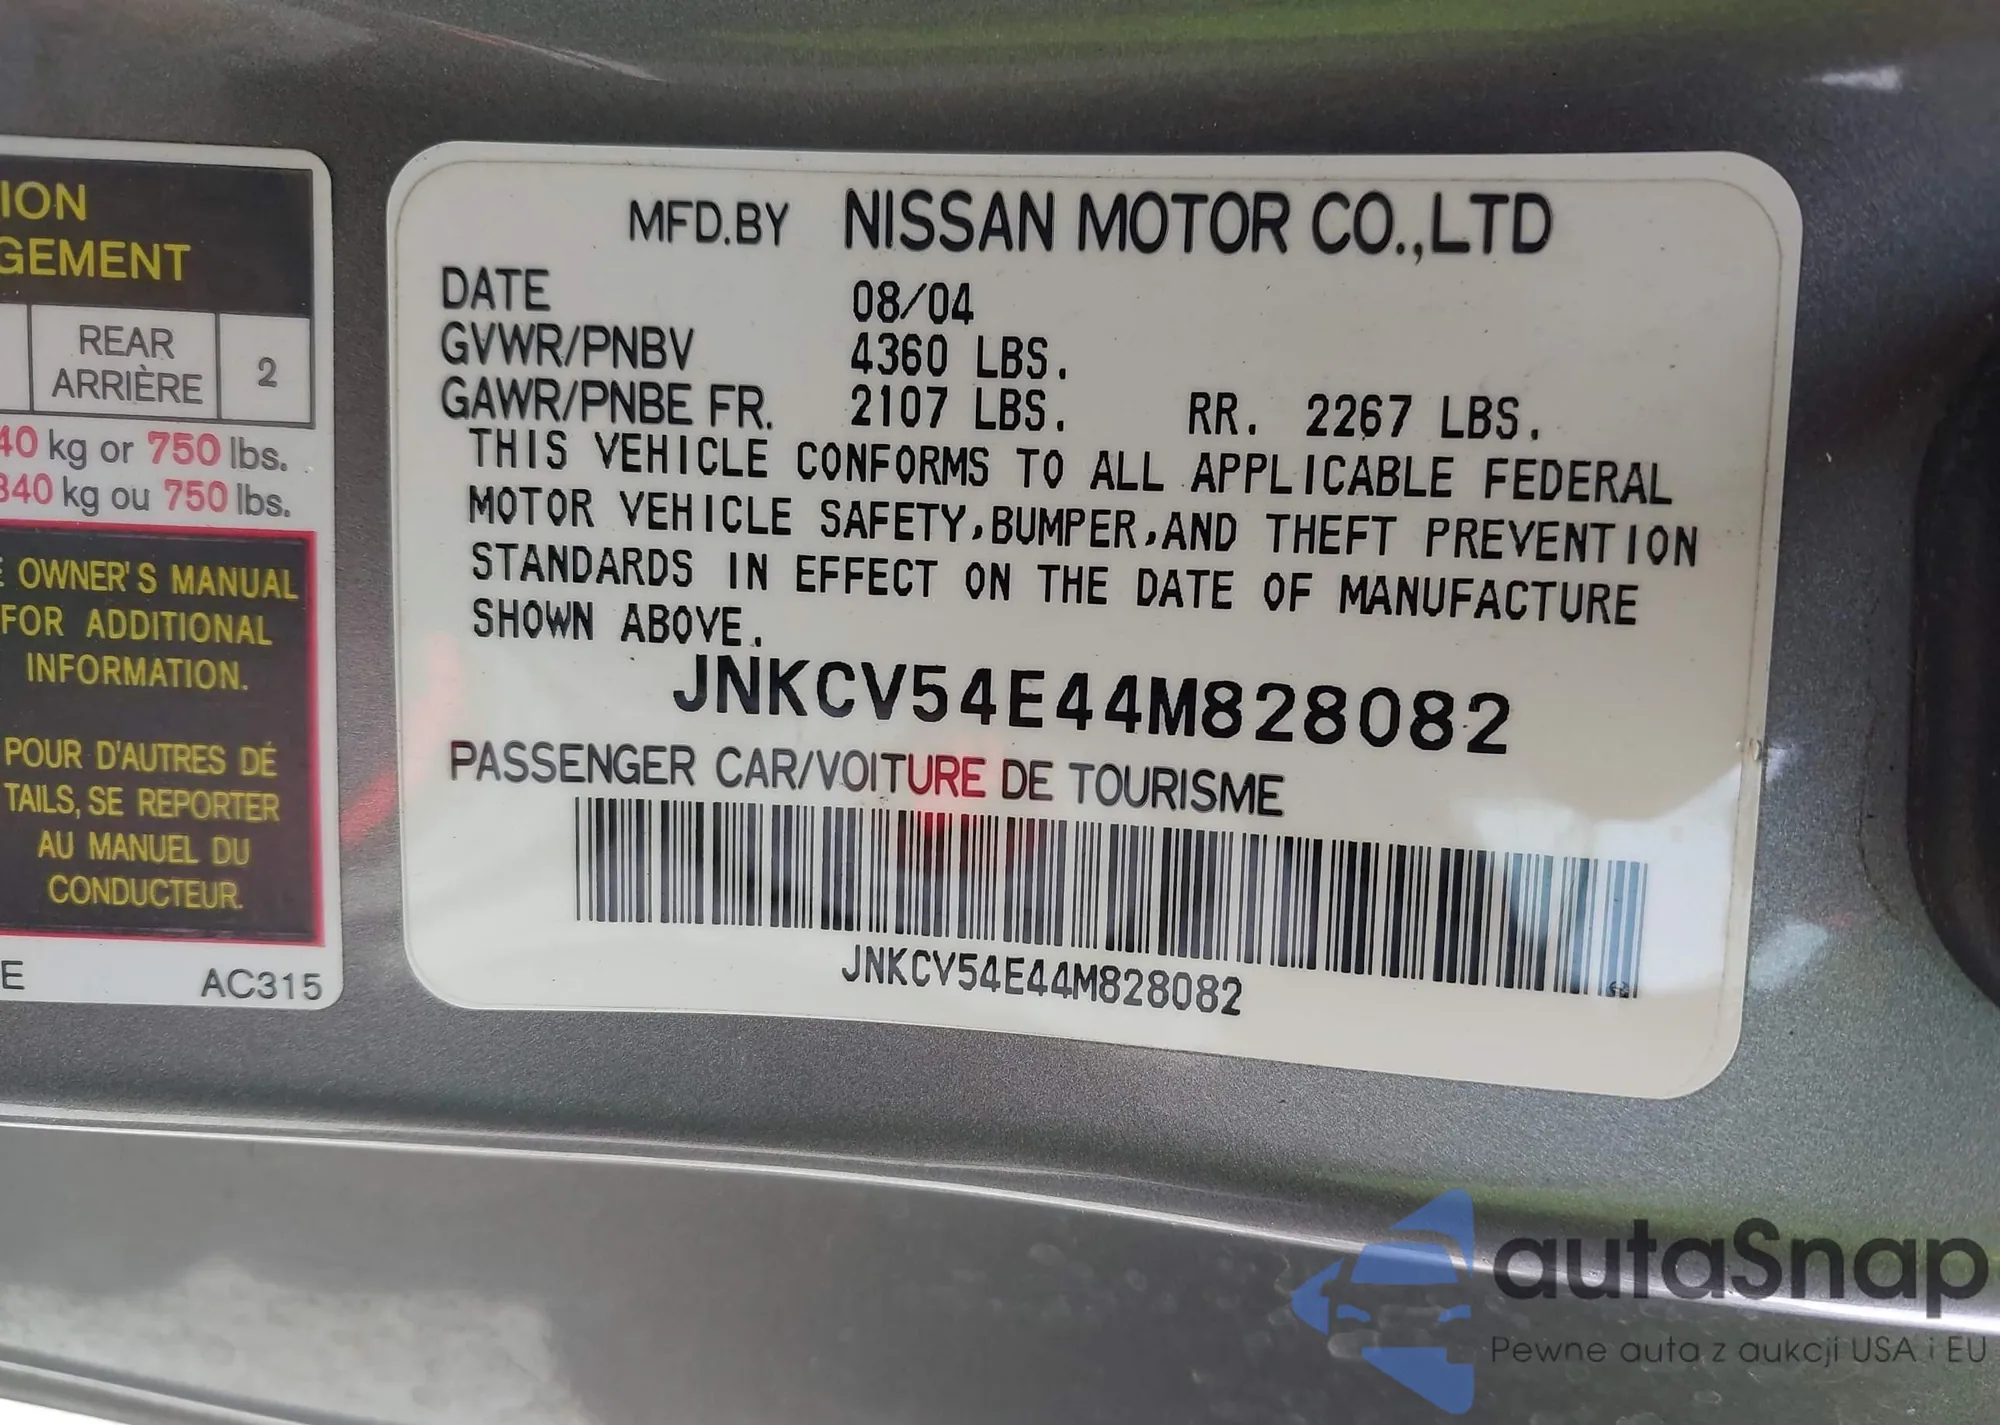 ION
GEMENT
REAR
ARRIÈRE
2
40 kg or 750 lbs.
340 kg ou 750 lbs.
E OWNER'S MANUAL
FOR ADDITIONAL
INFORMATION.
POUR D'AUTRES DÉ
TAILS, SE REPORTER
AU MANUEL DU
CONDUCTEUR.
E AC315
MFD.BY NISSAN MOTOR CO.,LTD
DATE 08/04
GVWR/PNBV 4360 LBS.
GAWR/PNBE FR. 2107 LBS. RR. 2267 LBS.
THIS VEHICLE CONFORMS TO ALL APPLICABLE FEDERAL
MOTOR VEHICLE SAFETY,BUMPER,AND THEFT PREVENTION
STANDARDS IN EFFECT ON THE DATE OF MANUFACTURE
SHOWN ABOVE.
JNKCV54E44M828082
PASSENGER CAR/VOITURE DE TOURISME
JNKCV54E44M828082
autaSnap
Pewne auta z aukcji USA i EU